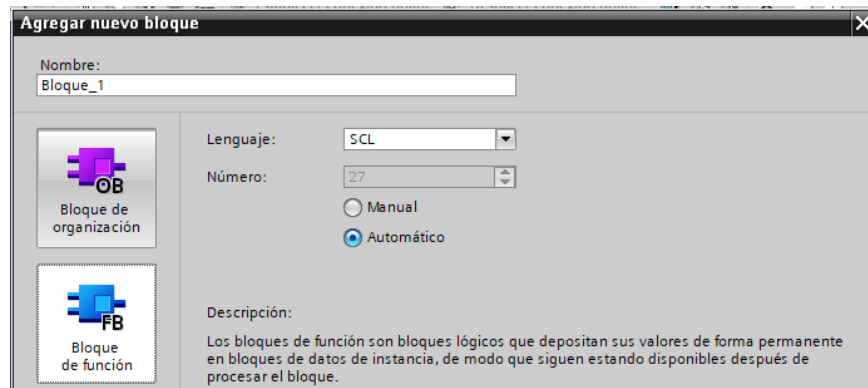 Agregar nuevo bloque
Nombre:
Bloque_1
Lenguaje:
SCL
Número:
27
Manual
Automático
OB
Bloque de
organización
FB
Bloque
de función
Descripción:
Los bloques de función son bloques lógicos que depositan sus valores de forma permanente
en bloques de datos de instancia, de modo que siguen estando disponibles después de
procesar el bloque.